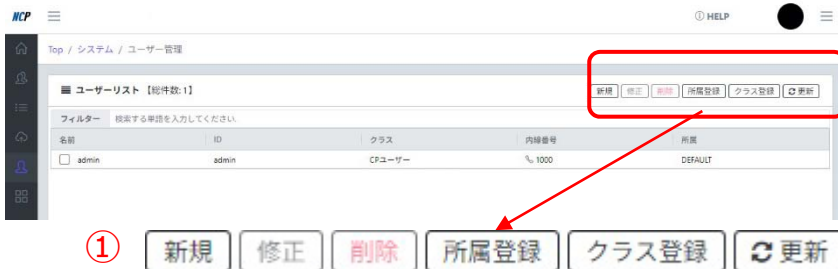 NCP
HELP
Top / システム / ユーザー管理
ユーザーリスト 【総件数:1】 新規 修正 削除 所属登録 クラス登録 更新
フィルター 検索する単語を入力してください.
名前 ID クラス 内線番号 所属
admin admin CPユーザー 1000 DEFAULT
① 新規 修正 削除 所属登録 クラス登録 更新